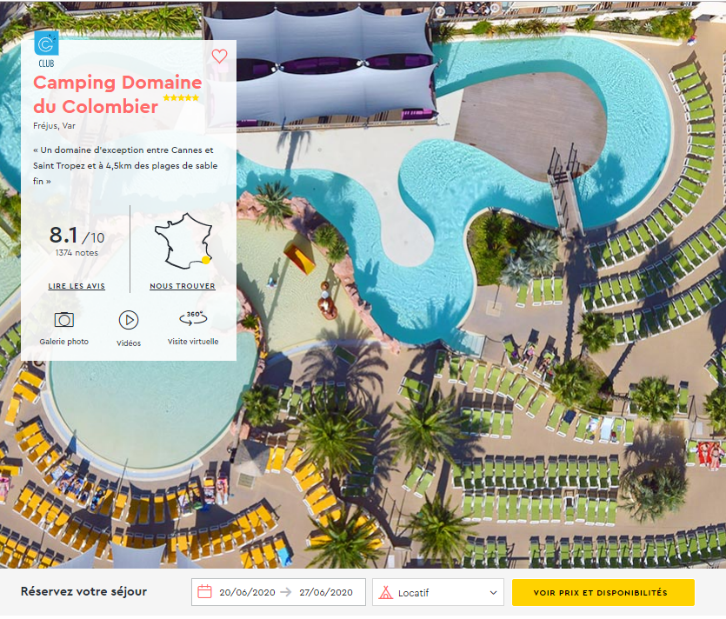 CLUB
Camping Domaine
du Colombier
Fréjus, Var
« Un domaine d'exception entre Cannes et
Saint Tropez et à 4,5km des plages de sable
fin »
8.1 /10
1374 notes
LIRE LES AVIS
NOUS TROUVER
360°
Galerie photo
Vidéos
Visite virtuelle
Réservez votre séjour
20/06/2020
27/06/2020
Locatif
VOIR PRIX ET DISPONIBILITÉS